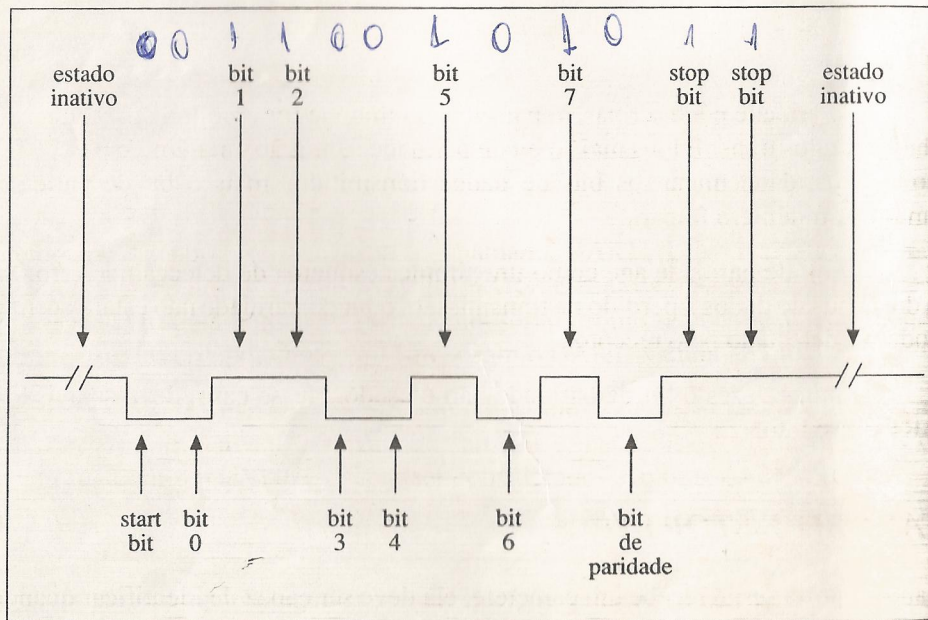 0 0 1 1 0 0 1 0 1 0 1 1
estado inativo
bit 1
bit 2
bit 5
bit 7
stop bit
stop bit
estado inativo
start bit
bit 0
bit 3
bit 4
bit 6
bit de paridade